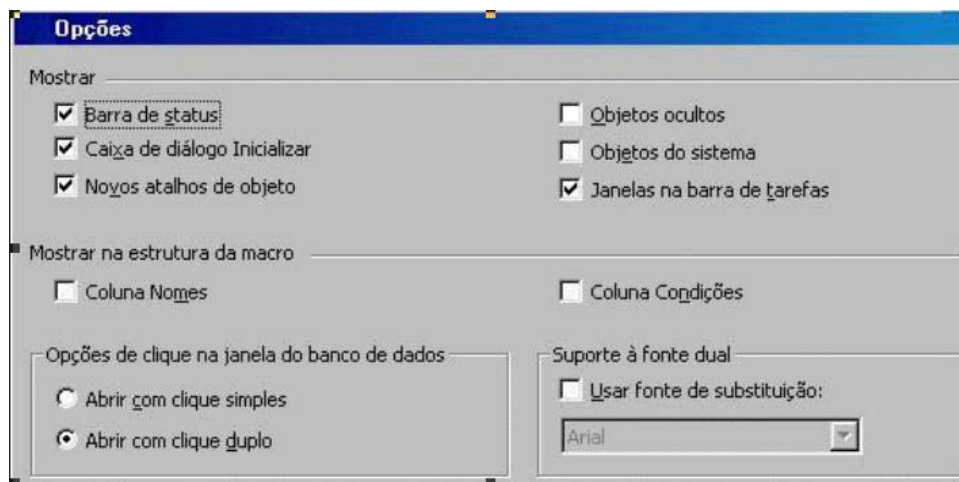 Opções
Mostrar
Barra de status
Objetos ocultos
Caixa de diálogo Inicializar
Objetos do sistema
Novos atalhos de objeto
Janelas na barra de tarefas
Mostrar na estrutura da macro
Coluna Nomes
Coluna Condições
Opções de clique na janela do banco de dados
Abrir com clique simples
Abrir com clique duplo
Suporte à fonte dual
Usar fonte de substituição:
Arial